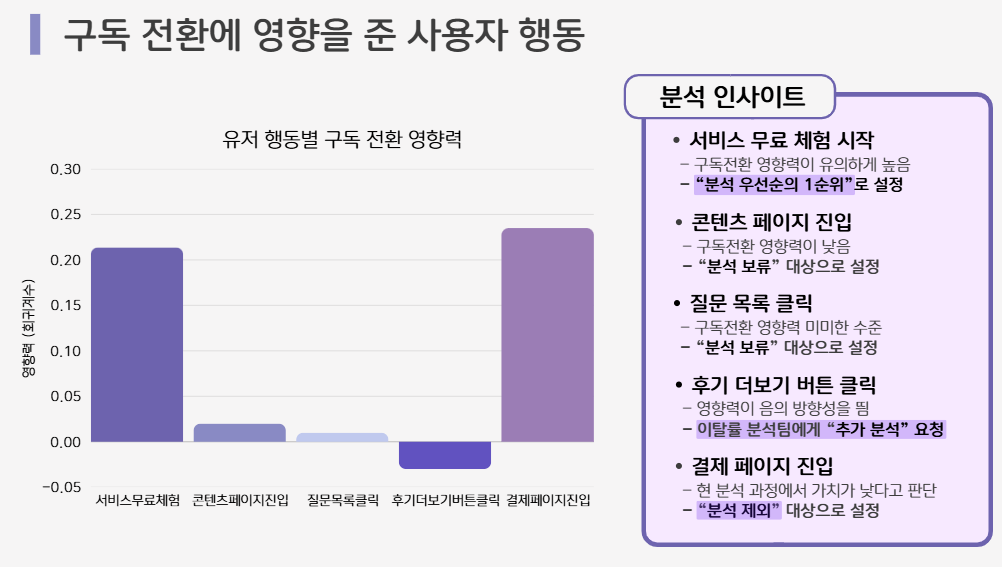 구독 전환에 영향을 준 사용자 행동
유저 행동별 구독 전환 영향력
영향력 (회귀계수)
0.30
0.25
0.20
0.15
0.10
0.05
0.00
−0.05
서비스무료체험 콘텐츠페이지진입 질문목록클릭 후기더보기버튼클릭 결제페이지진입
분석 인사이트
• 서비스 무료 체험 시작
– 구독전환 영향력이 유의하게 높음
– “분석 우선순의 1순위”로 설정
• 콘텐츠 페이지 진입
– 구독전환 영향력이 낮음
– “분석 보류” 대상으로 설정
• 질문 목록 클릭
– 구독전환 영향력 미미한 수준
– “분석 보류” 대상으로 설정
• 후기 더보기 버튼 클릭
– 영향력이 음의 방향성을 띔
– 이탈률 분석팀에게 “추가 분석” 요청
• 결제 페이지 진입
– 현 분석 과정에서 가치가 낮다고 판단
– “분석 제외” 대상으로 설정